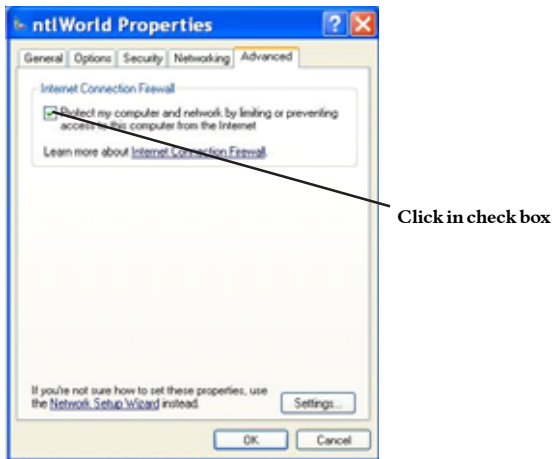 ntlWorld Properties
General Options Security Networking Advanced
Internet Connection Firewall
Protect my computer and network by limiting or preventing
access to this computer from the Internet
Learn more about Internet Connection Firewall.
Click in check box
If you're not sure how to set these properties, use
the Network Setup Wizard instead.
Settings...
OK Cancel